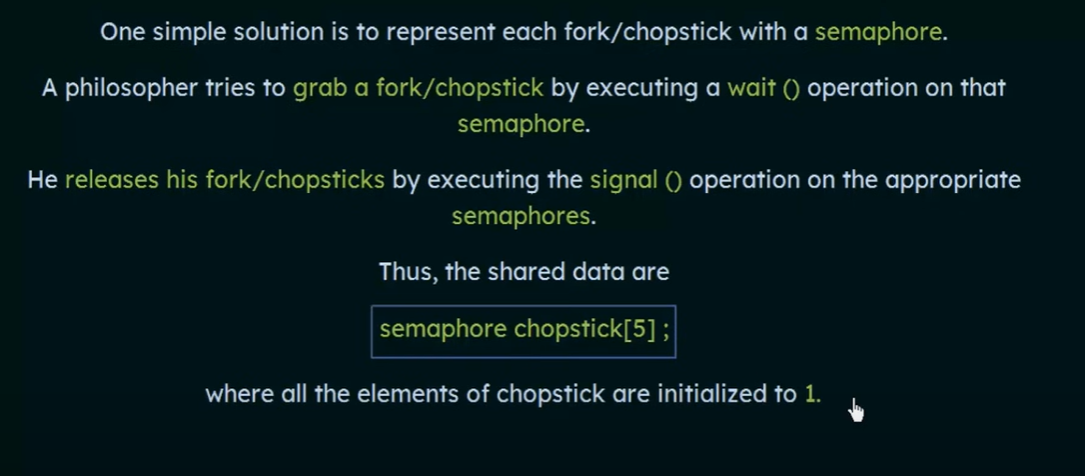 One simple solution is to represent each fork/chopstick with a semaphore.
A philosopher tries to grab a fork/chopstick by executing a wait () operation on that
semaphore.
He releases his fork/chopsticks by executing the signal () operation on the appropriate
semaphores.
Thus, the shared data are
semaphore chopstick[5] ;
where all the elements of chopstick are initialized to 1.